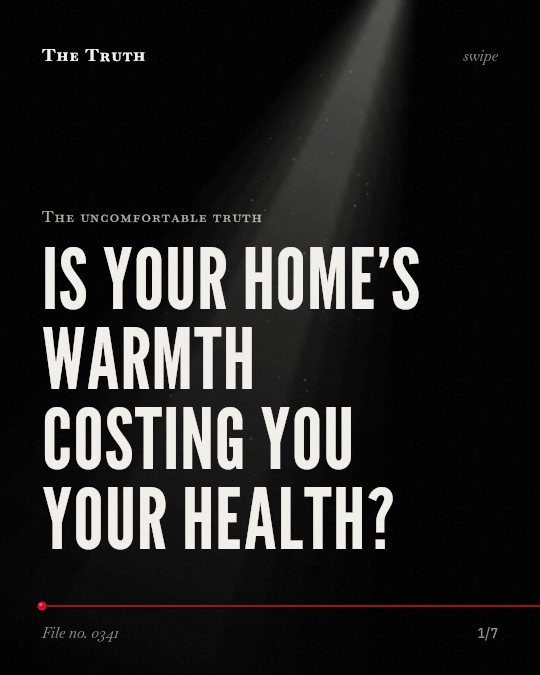 The Truth
swipe
The uncomfortable truth
IS YOUR HOME’S
WARMTH
COSTING YOU
YOUR HEALTH?
File no. 0341
1/7